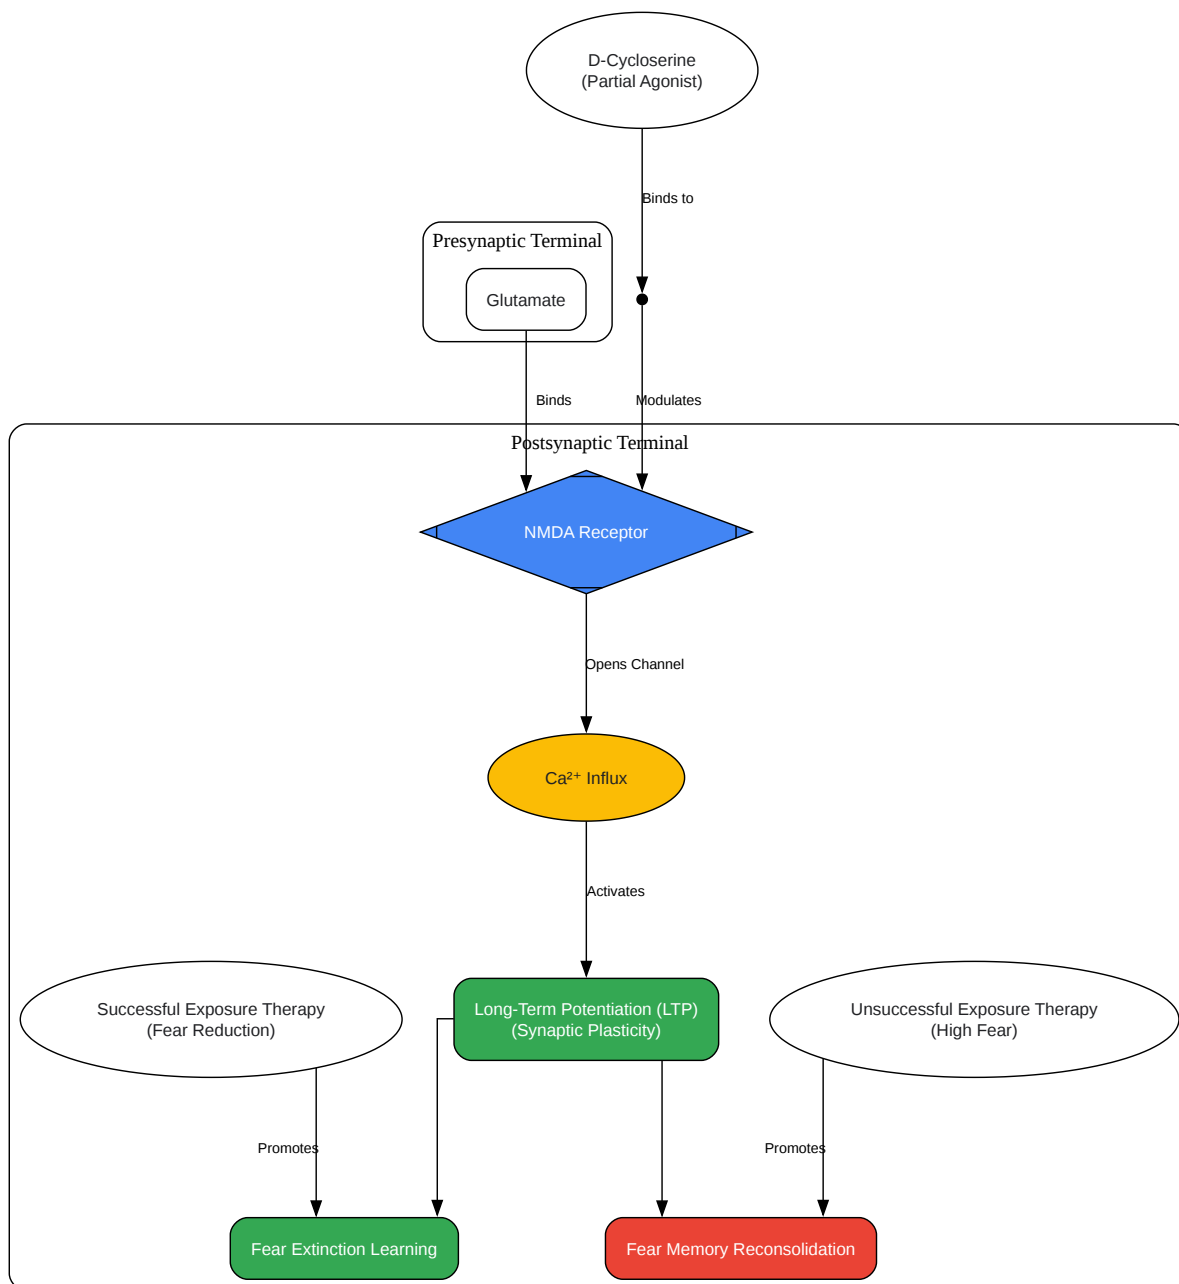 D-Cycloserine
(Partial Agonist)
Binds to
Presynaptic Terminal
Glutamate
Binds
Modulates
Postsynaptic Terminal
NMDA Receptor
Opens Channel
Ca²⁺ Influx
Activates
Successful Exposure Therapy
(Fear Reduction)
Long-Term Potentiation (LTP)
(Synaptic Plasticity)
Unsuccessful Exposure Therapy
(High Fear)
Promotes
Promotes
Fear Extinction Learning
Fear Memory Reconsolidation